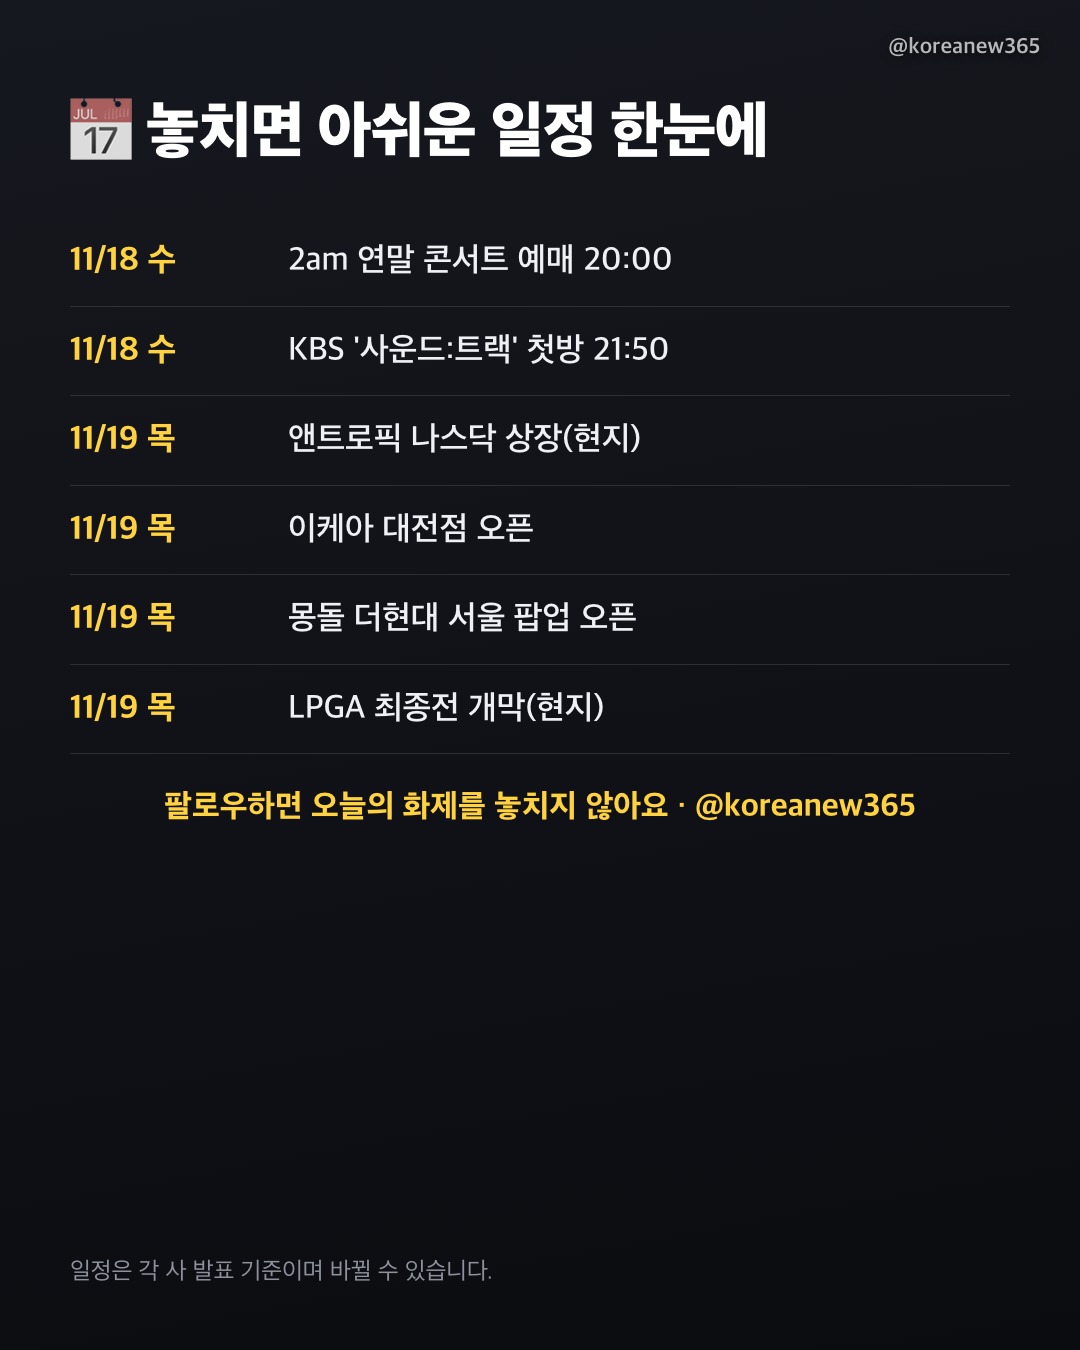 @koreanew365
JUL
17
놓치면 아쉬운 일정 한눈에
11/18 수 2am 연말 콘서트 예매 20:00
11/18 수 KBS '사운드:트랙' 첫방 21:50
11/19 목 앤트로픽 나스닥 상장(현지)
11/19 목 이케아 대전점 오픈
11/19 목 몽돌 더현대 서울 팝업 오픈
11/19 목 LPGA 최종전 개막(현지)
팔로우하면 오늘의 화제를 놓치지 않아요 · @koreanew365
일정은 각 사 발표 기준이며 바뀔 수 있습니다.